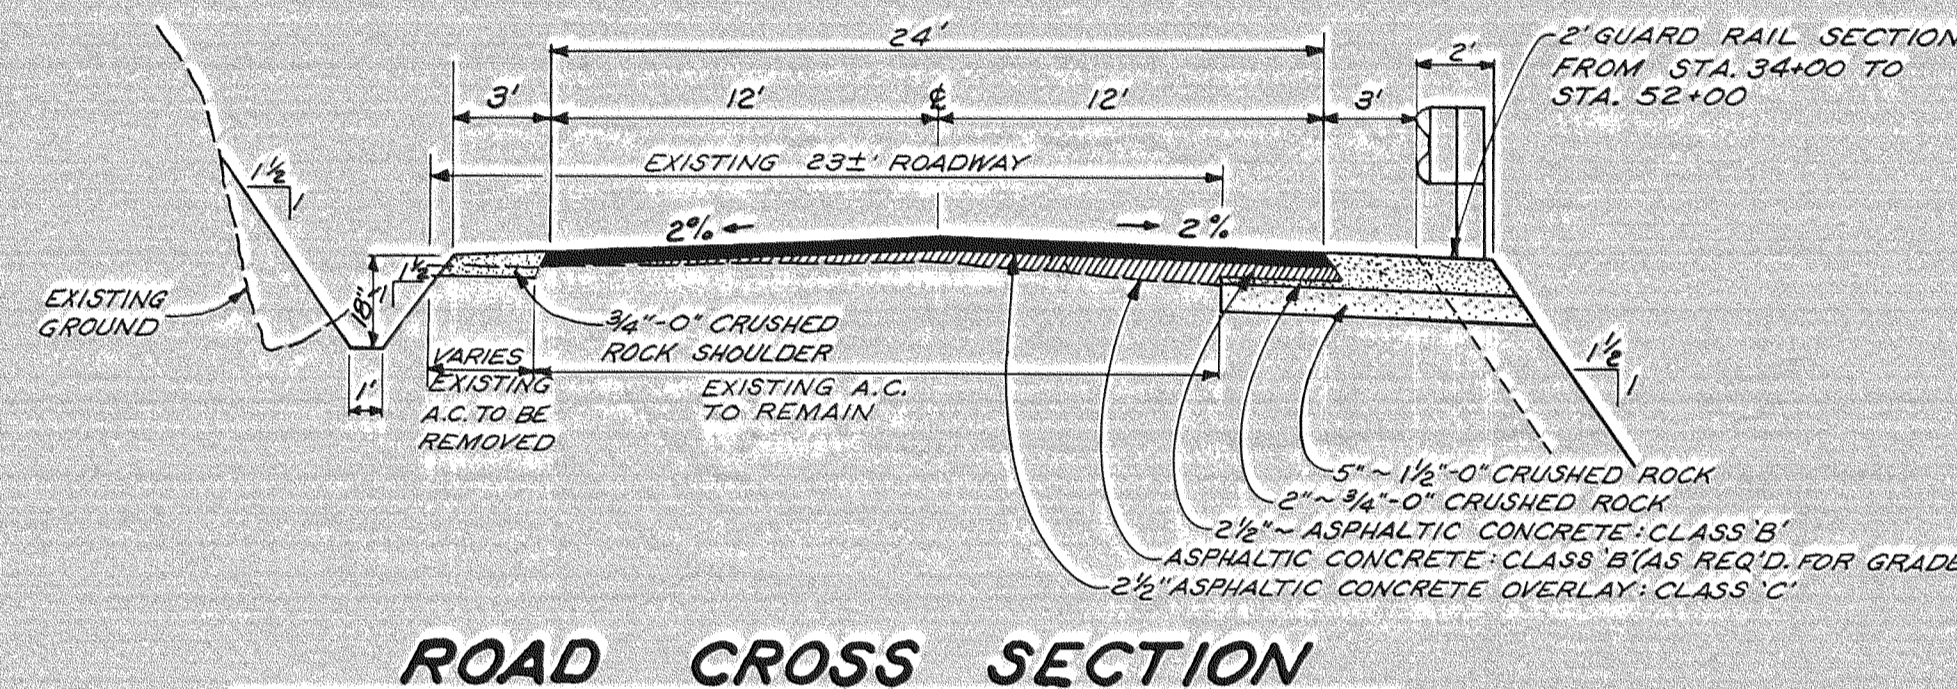 24'
2'
2' GUARD RAIL SECTION
FROM STA. 34+00 TO
STA. 52+00
3'
12'
℄
12'
3'
EXISTING 23±' ROADWAY
1½
1
2%
2%
EXISTING
GROUND
18"
1½
1
3/4"-0" CRUSHED
ROCK SHOULDER
1½
1
VARIES
EXISTING
A.C. TO BE
REMOVED
1'
EXISTING A.C.
TO REMAIN
5" ~ 1½"-0" CRUSHED ROCK
2" ~ 3/4"-0" CRUSHED ROCK
2½" ~ ASPHALTIC CONCRETE: CLASS 'B'
ASPHALTIC CONCRETE: CLASS 'B' (AS REQ'D. FOR GRADE
2½" ASPHALTIC CONCRETE OVERLAY: CLASS 'C'
ROAD CROSS SECTION